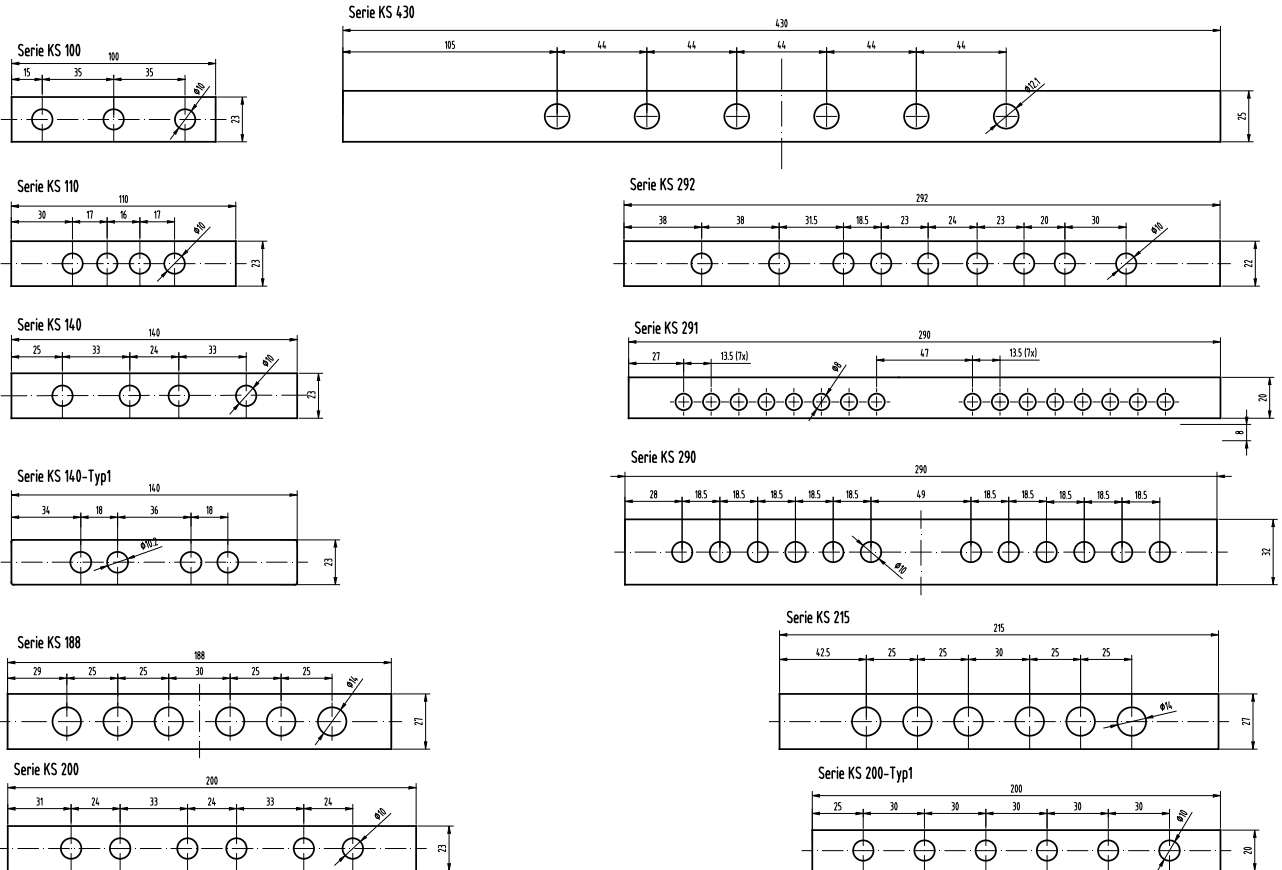 Serie KS 100
100
15 35 35
ø10
23
Serie KS 430
430
105 44 44 44 44 44
ø12.1
25
Serie KS 110
110
30 17 16 17
ø10
23
Serie KS 292
292
38 38 31.5 18.5 23 24 23 20 30
ø10
22
Serie KS 140
140
25 33 24 33
ø10
23
Serie KS 291
290
27 13.5 (7x) 47 13.5 (7x)
ø8
20
8
Serie KS 140-Typ1
140
34 18 36 18
ø10.2
23
Serie KS 290
290
28 18.5 18.5 18.5 18.5 18.5 49 18.5 18.5 18.5 18.5 18.5
ø10
32
Serie KS 188
188
29 25 25 30 25 25
ø14
27
Serie KS 215
215
42.5 25 25 30 25 25
ø14
27
Serie KS 200
200
31 24 33 24 33 24
ø10
23
Serie KS 200-Typ1
200
25 30 30 30 30 30
ø10
20